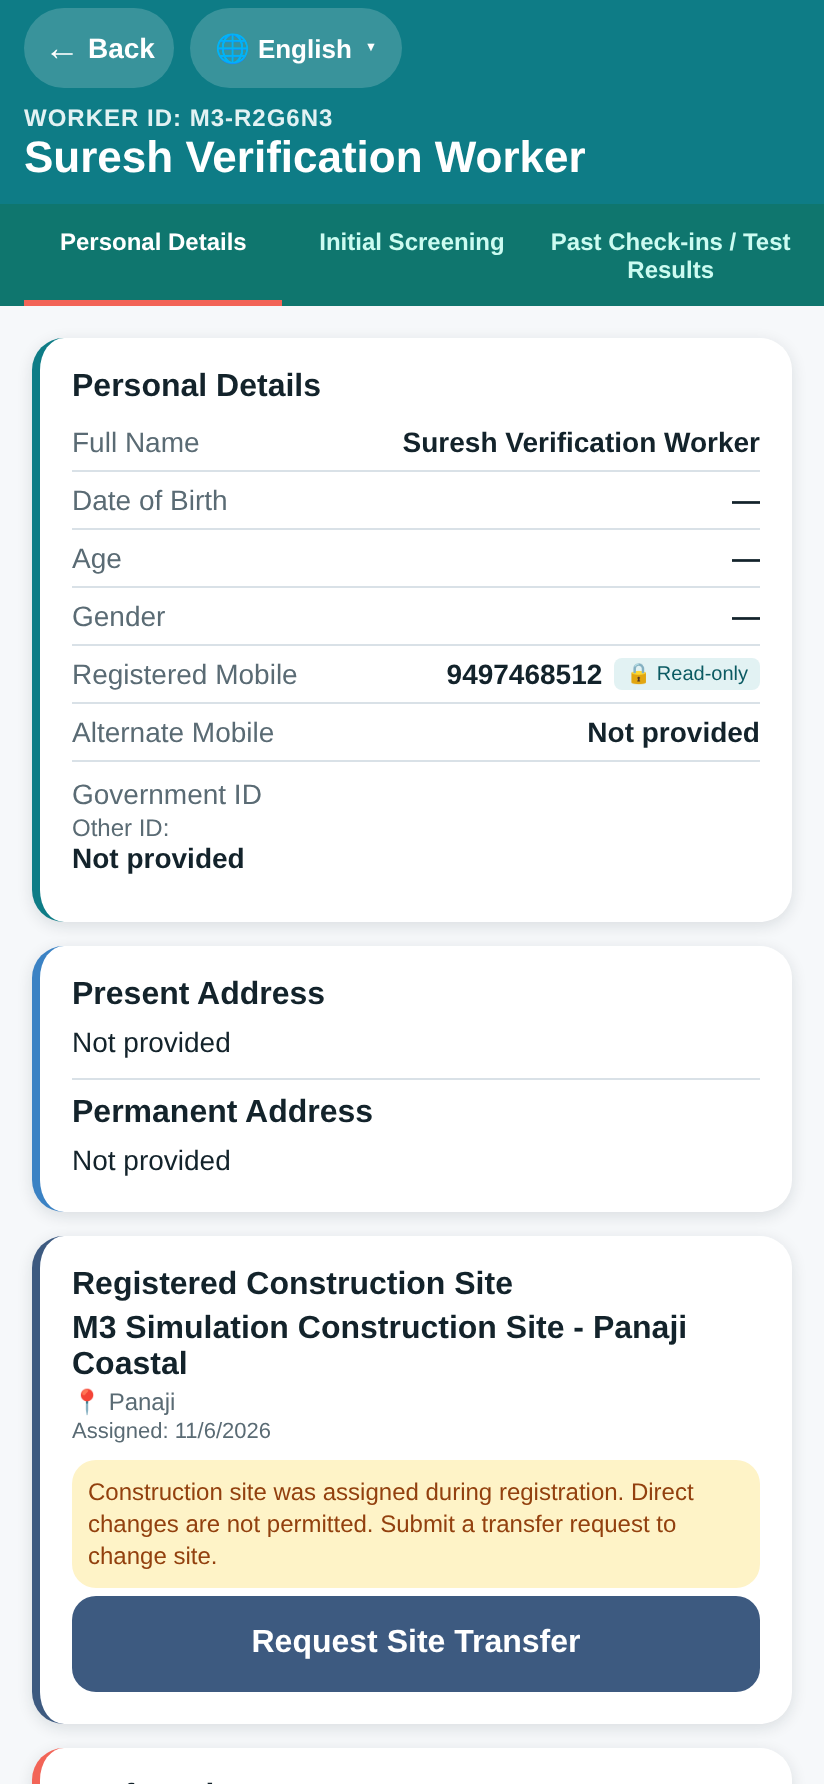 ← Back
🌐 English ▾
WORKER ID: M3-R2G6N3
Suresh Verification Worker
Personal Details
Initial Screening
Past Check-ins / Test
Results
Personal Details
Full Name Suresh Verification Worker
Date of Birth —
Age —
Gender —
Registered Mobile 9497468512 🔒 Read-only
Alternate Mobile Not provided
Government ID
Other ID:
Not provided
Present Address
Not provided
Permanent Address
Not provided
Registered Construction Site
M3 Simulation Construction Site - Panaji
Coastal
📍 Panaji
Assigned: 11/6/2026
Construction site was assigned during registration. Direct
changes are not permitted. Submit a transfer request to
change site.
Request Site Transfer